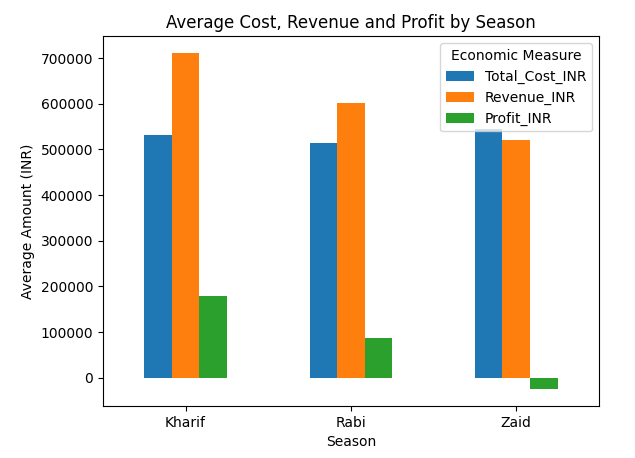 Average Cost, Revenue and Profit by Season
Economic Measure
Total_Cost_INR
Revenue_INR
Profit_INR
Average Amount (INR)
700000
600000
500000
400000
300000
200000
100000
0
Kharif Rabi Zaid
Season